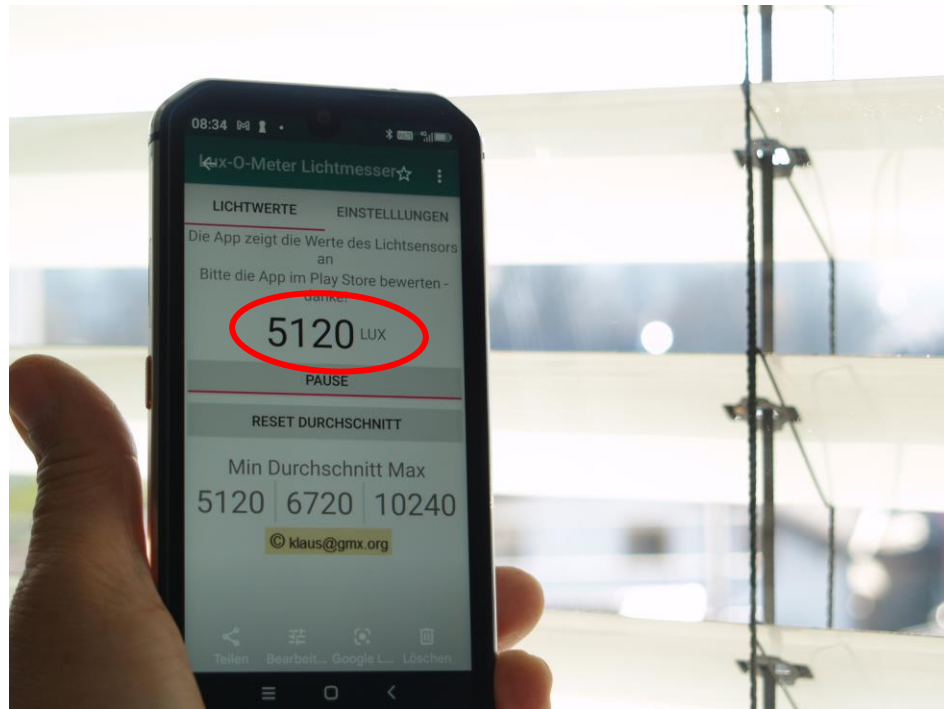 08:34
Lux-O-Meter Lichtmesser
LICHTWERTE EINSTELLLUNGEN
Die App zeigt die Werte des Lichtsensors
an
Bitte die App im Play Store bewerten -
danke!
5120 LUX
PAUSE
RESET DURCHSCHNITT
Min Durchschnitt Max
5120 6720 10240
© klaus@gmx.org
Teilen Bearbeit... Google L... Löschen